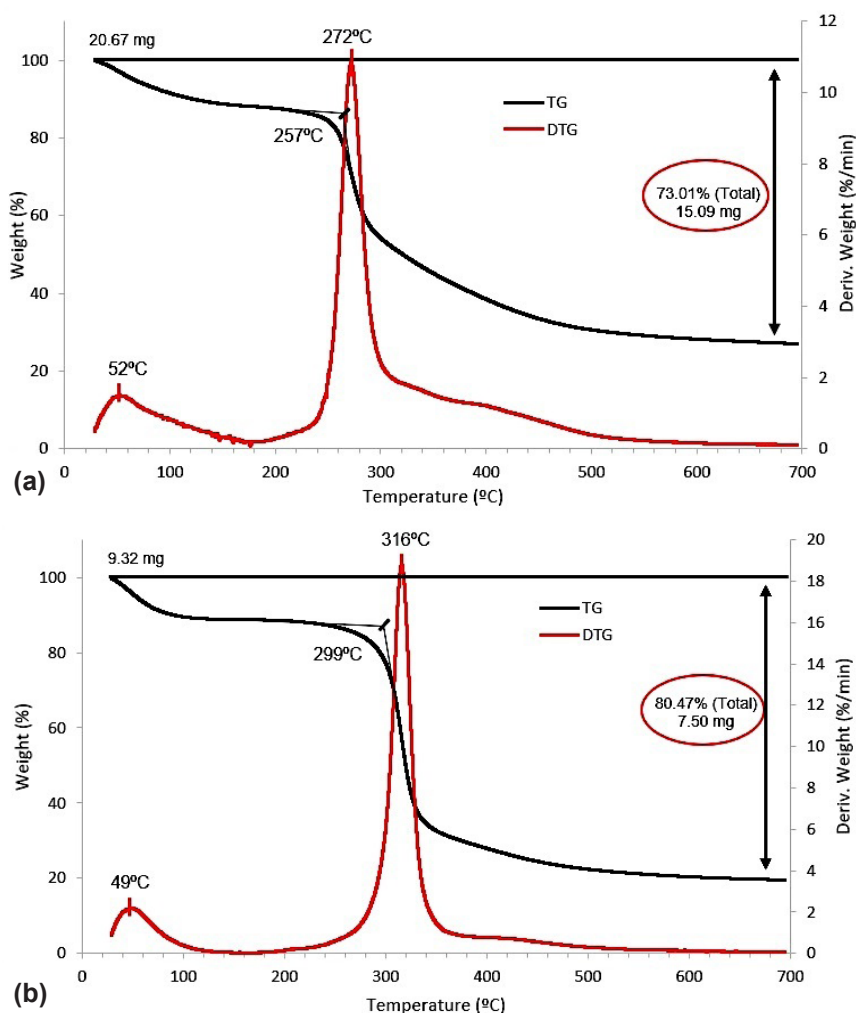 20.67 mg
272ºC
12
100
10
TG
DTG
257ºC
80
8
73.01% (Total)
15.09 mg
60
6
Weight (%)
Deriv. Weight (%/min)
40
4
52ºC
20
2
0
0
0
100
200
300
400
500
600
700
(a)
Temperature (ºC)
316ºC
20
9.32 mg
100
18
TG
DTG
16
299ºC
80
14
80.47% (Total)
7.50 mg
12
60
10
Weight (%)
Deriv. Weight (%/min)
40
8
6
49ºC
20
4
2
0
0
0
100
200
300
400
500
600
700
(b)
Temperature (ºC)